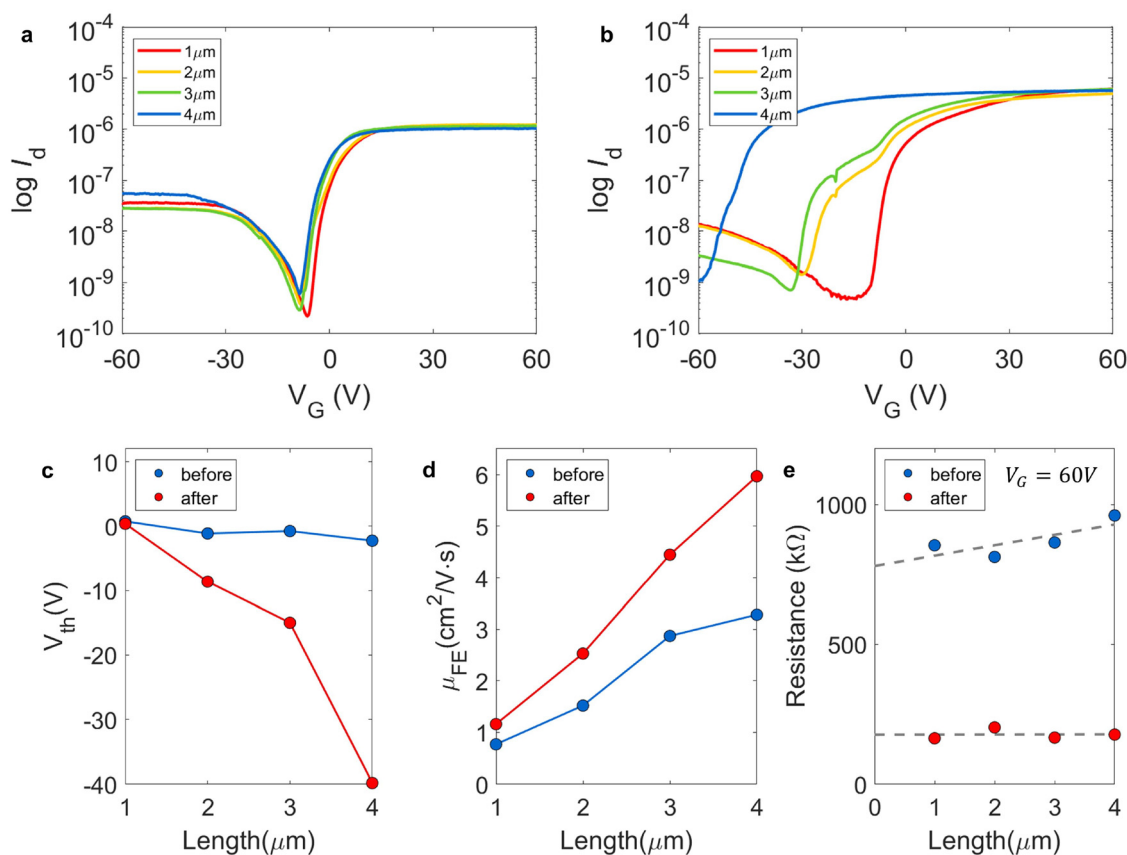 a
10^-4
10^-5
10^-6
10^-7
10^-8
10^-9
10^-10
log I_d
1μm
2μm
3μm
4μm
-60 -30 0 30 60
V_G (V)
b
10^-4
10^-5
10^-6
10^-7
10^-8
10^-9
10^-10
log I_d
1μm
2μm
3μm
4μm
-60 -30 0 30 60
V_G (V)
c
10
0
-10
-20
-30
-40
V_th(V)
before
after
1 2 3 4
Length(μm)
d
6
5
4
3
2
1
0
μ_FE(cm^2/V·s)
before
after
1 2 3 4
Length(μm)
e
1000
500
0
Resistance (kΩ)
before
after
V_G = 60V
0 1 2 3 4
Length(μm)